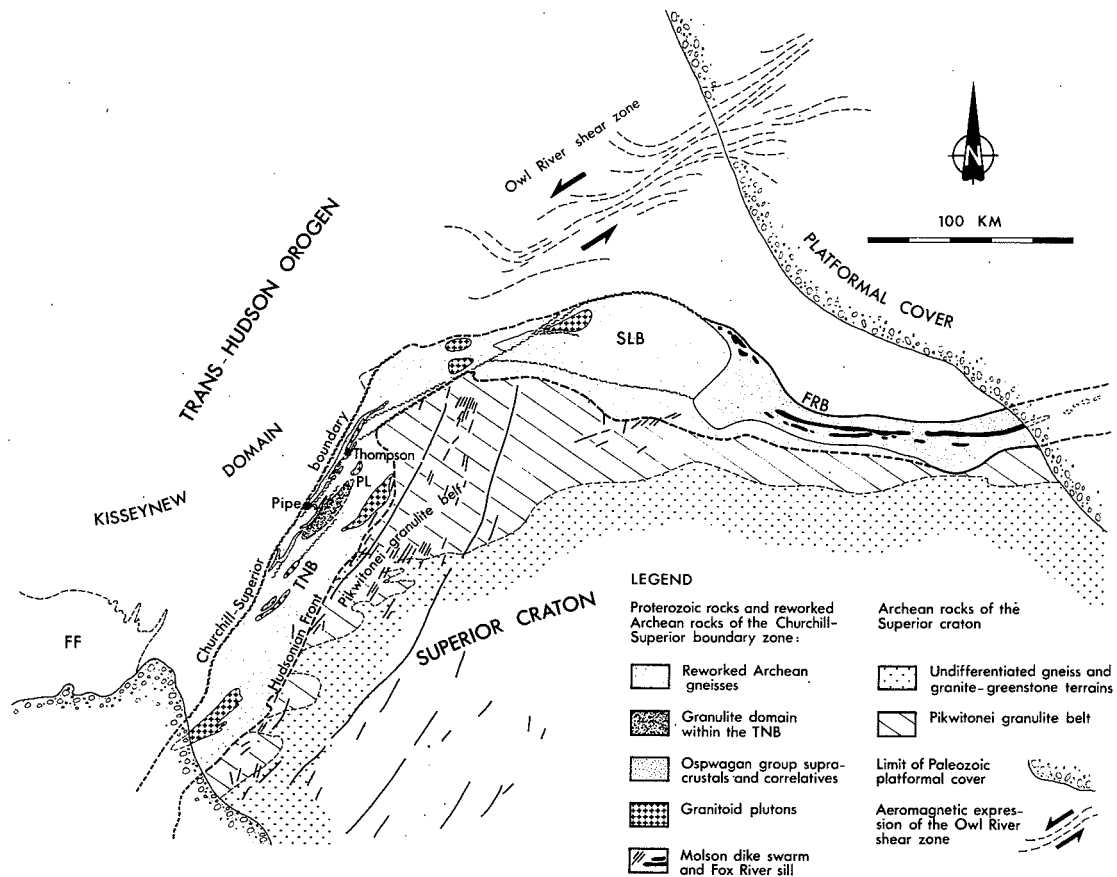 Owl River shear zone
N
100 KM
TRANS-HUDSON OROGEN
PLATFORMAL COVER
SLB
FRB
KISSEYNEW DOMAIN
boundary
Thompson
PL
Pipe
TNB
Churchill-Superior
Hudsonian Front
Pikwitonei granulite belt
SUPERIOR CRATON
FF
LEGEND
Proterozoic rocks and reworked
Archean rocks of the Churchill-
Superior boundary zone:
Reworked Archean
gneisses
Granulite domain
within the TNB
Ospwagan group supra-
crustals and correlatives
Granitoid plutons
Molson dike swarm
and Fox River sill
Archean rocks of the
Superior craton
Undifferentiated gneiss and
granite-greenstone terrains
Pikwitonei granulite belt
Limit of Paleozoic
platformal cover
Aeromagnetic expres-
sion of the Owl River
shear zone